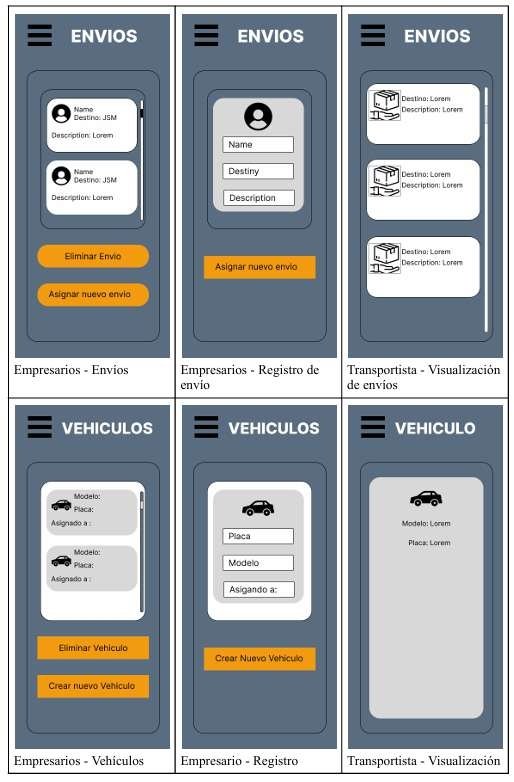 ENVIOS
Name
Destino: JSM
Description: Lorem
Name
Destino: JSM
Description: Lorem
Eliminar Envio
Asignar nuevo envio
Empresarios - Envíos
ENVIOS
Name
Destiny
Description
Asignar nuevo envio
Empresarios - Registro de
envío
ENVIOS
Destino: Lorem
Description: Lorem
Destino: Lorem
Description: Lorem
Destino: Lorem
Description: Lorem
Transportista - Visualización
de envíos
VEHICULOS
Modelo:
Placa:
Asignado a :
Modelo:
Placa:
Asignado a :
Eliminar Vehiculo
Crear nuevo Vehiculo
Empresarios - Vehículos
VEHICULOS
Placa
Modelo
Asigando a:
Crear Nuevo Vehiculo
Empresario - Registro
VEHICULO
Modelo: Lorem
Placa: Lorem
Transportista - Visualización